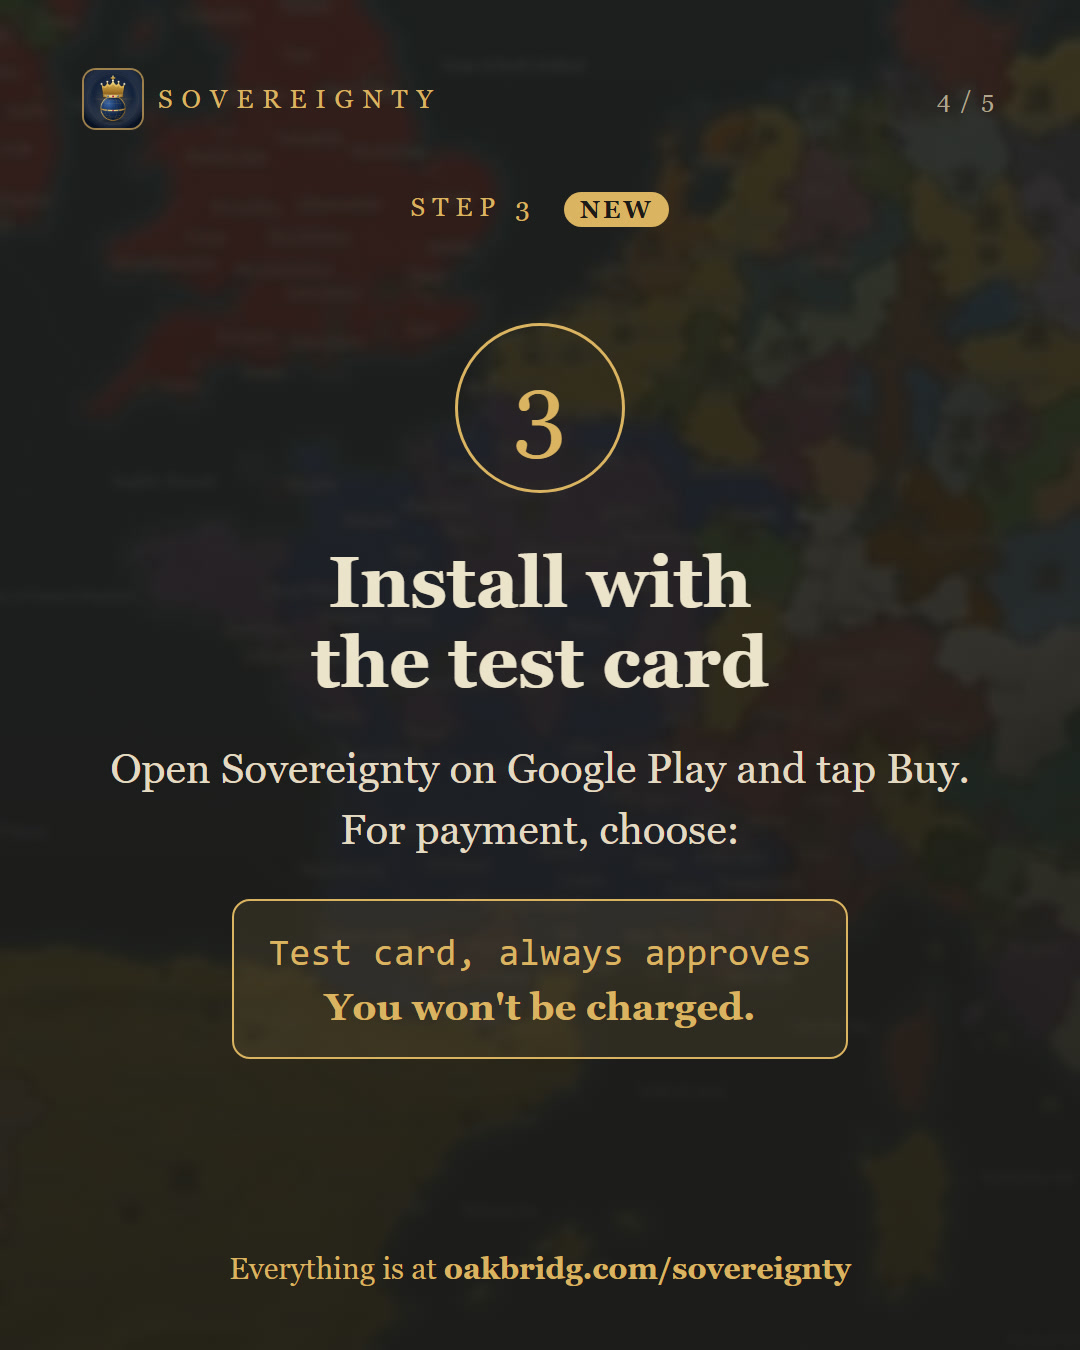 SOVEREIGNTY
4 / 5
STEP 3 NEW
3
Install with
the test card
Open Sovereignty on Google Play and tap Buy.
For payment, choose:
Test card, always approves
You won't be charged.
Everything is at oakbridg.com/sovereignty